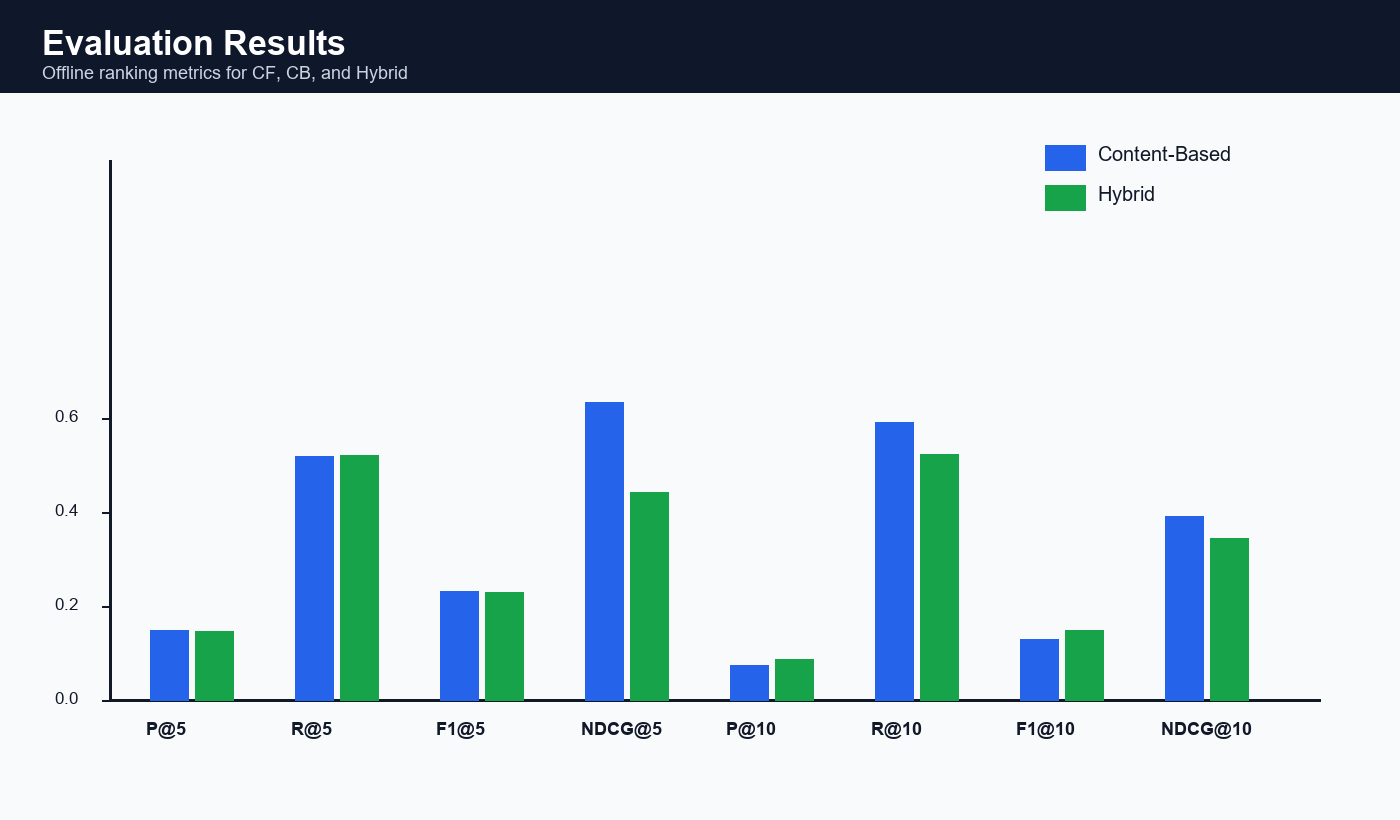 Evaluation Results
Offline ranking metrics for CF, CB, and Hybrid
Content-Based
Hybrid
0.6
0.4
0.2
0.0
P@5 R@5 F1@5 NDCG@5 P@10 R@10 F1@10 NDCG@10